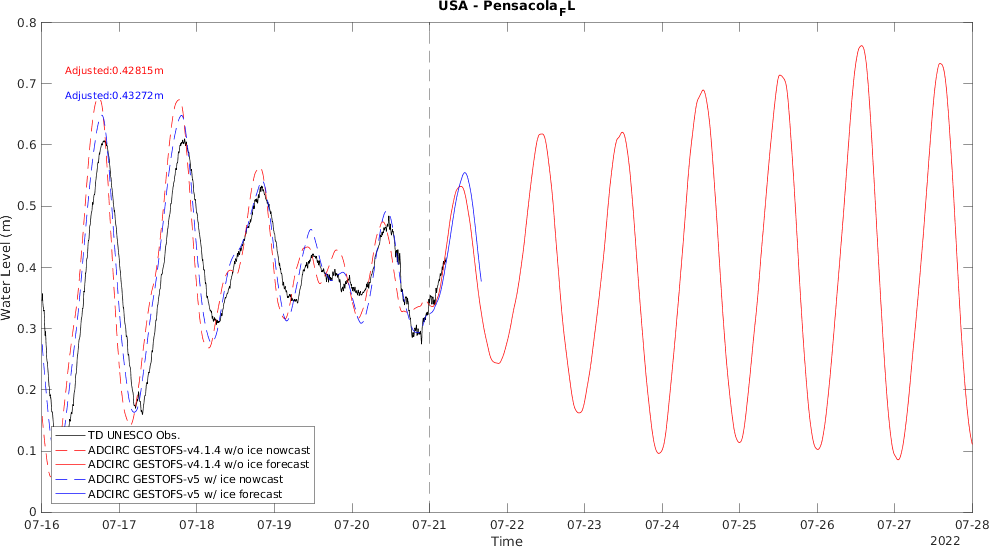 USA - Pensacola_FL
Adjusted:0.42815m
Adjusted:0.43272m
Water Level (m)
0.8
0.7
0.6
0.5
0.4
0.3
0.2
0.1
0
TD UNESCO Obs.
ADCIRC GESTOFS-v4.1.4 w/o ice nowcast
ADCIRC GESTOFS-v4.1.4 w/o ice forecast
ADCIRC GESTOFS-v5 w/ ice nowcast
ADCIRC GESTOFS-v5 w/ ice forecast
07-16 07-17 07-18 07-19 07-20 07-21 07-22 07-23 07-24 07-25 07-26 07-27 07-28
Time
2022